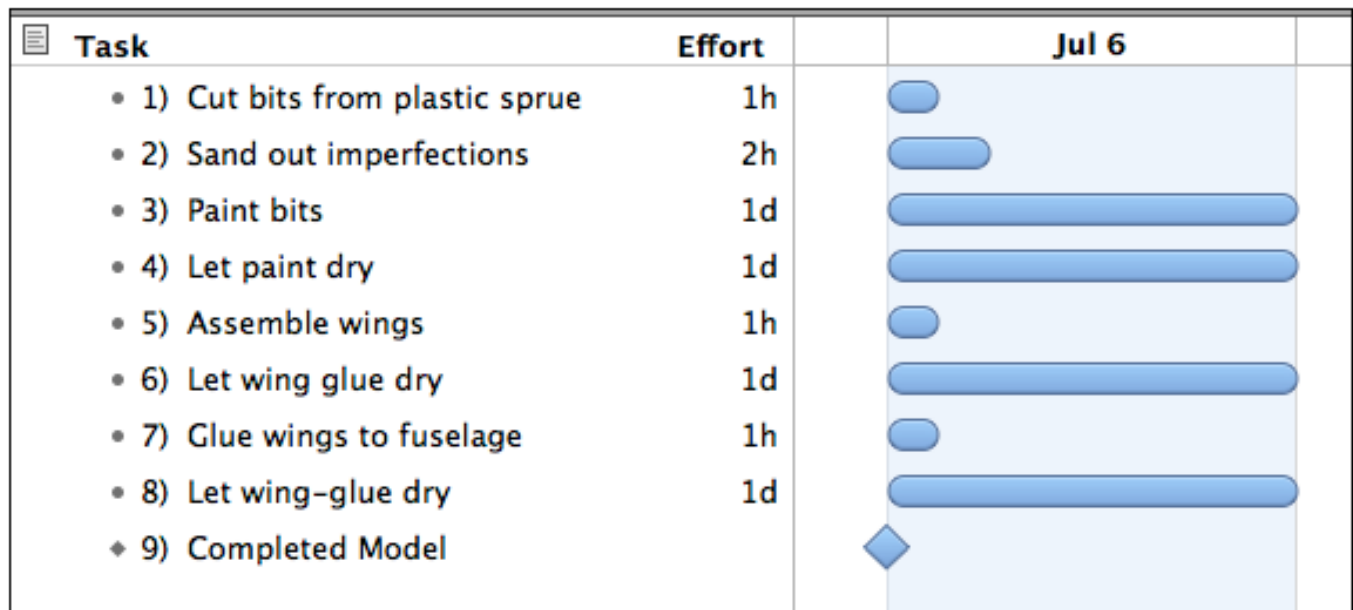 Task Effort Jul 6
1) Cut bits from plastic sprue 1h
2) Sand out imperfections 2h
3) Paint bits 1d
4) Let paint dry 1d
5) Assemble wings 1h
6) Let wing glue dry 1d
7) Glue wings to fuselage 1h
8) Let wing-glue dry 1d
9) Completed Model